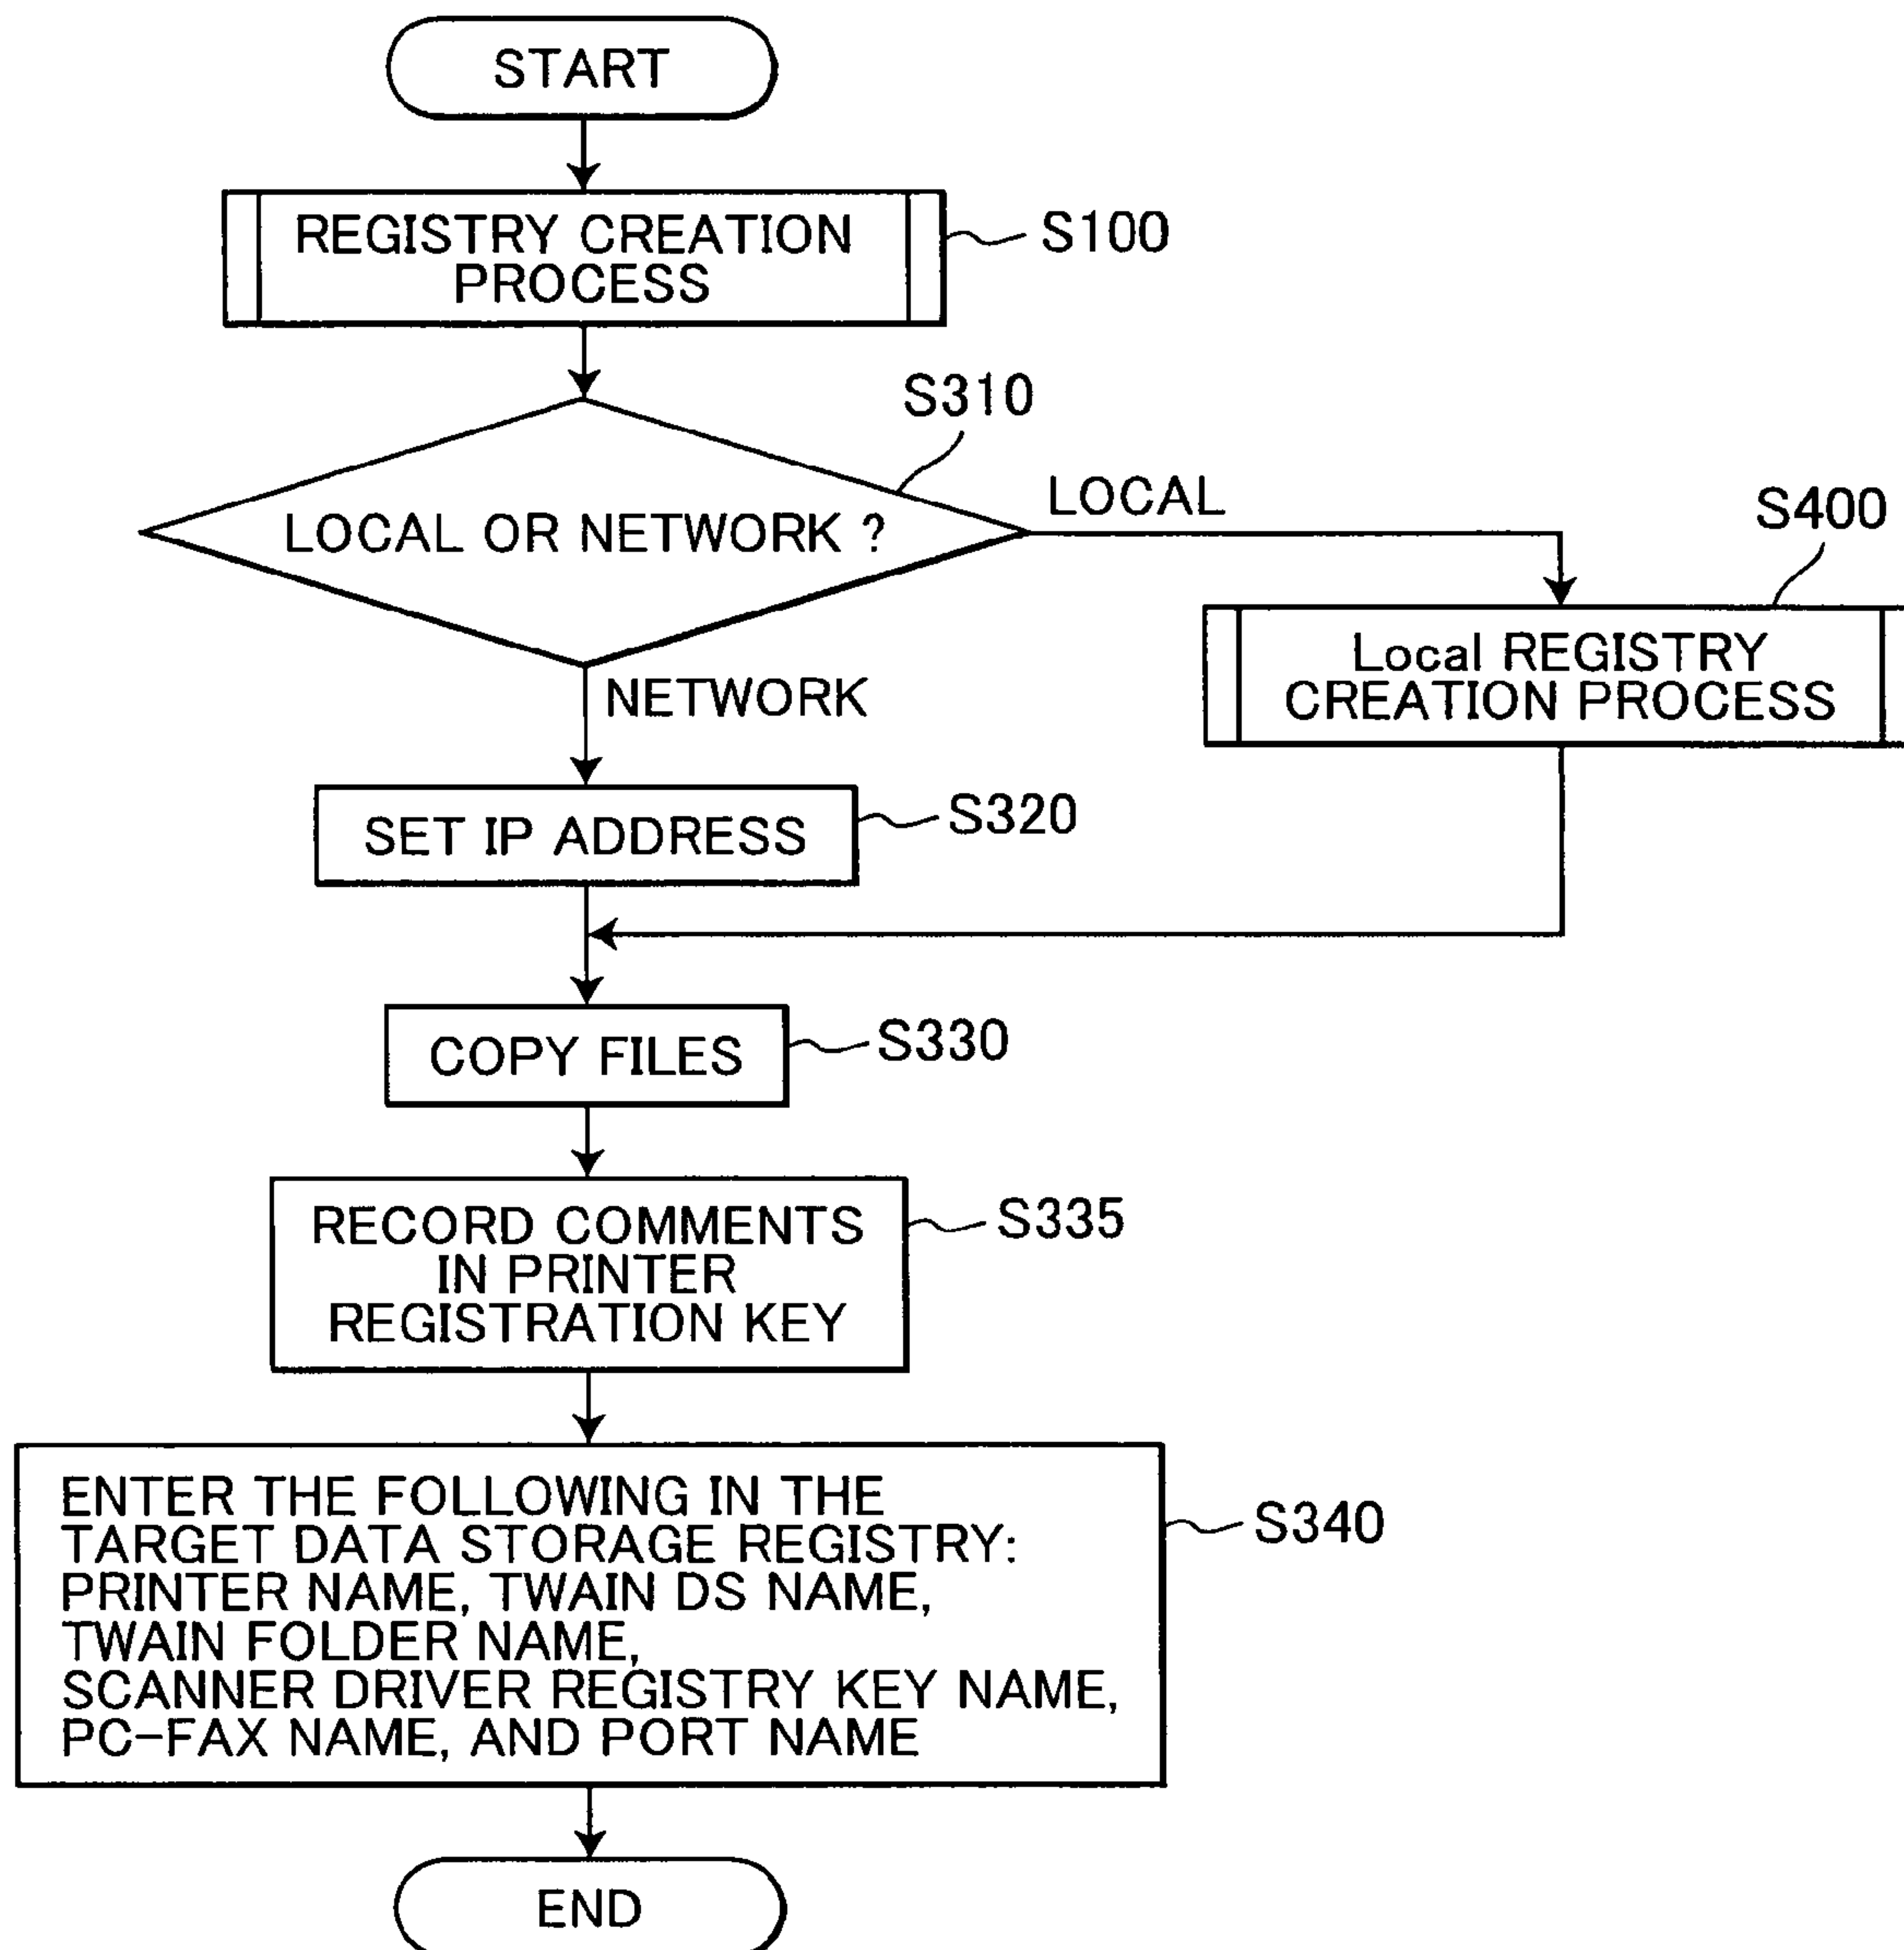 START
REGISTRY CREATION
PROCESS
S100
S310
LOCAL OR NETWORK ?
LOCAL
S400
Local REGISTRY
CREATION PROCESS
NETWORK
SET IP ADDRESS
S320
COPY FILES
S330
RECORD COMMENTS
IN PRINTER
REGISTRATION KEY
S335
ENTER THE FOLLOWING IN THE
TARGET DATA STORAGE REGISTRY:
PRINTER NAME, TWAIN DS NAME,
TWAIN FOLDER NAME,
SCANNER DRIVER REGISTRY KEY NAME,
PC-FAX NAME, AND PORT NAME
S340
END